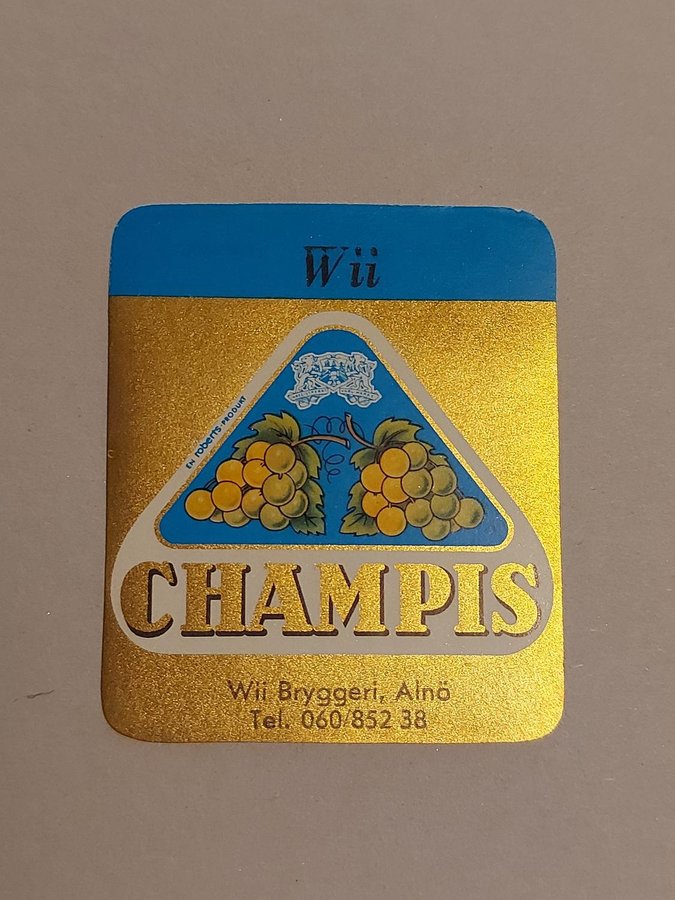 Wii
EN roberts PRODUKT
CHAMPIS
Wii Bryggeri, Alnö
Tel. 060/852 38